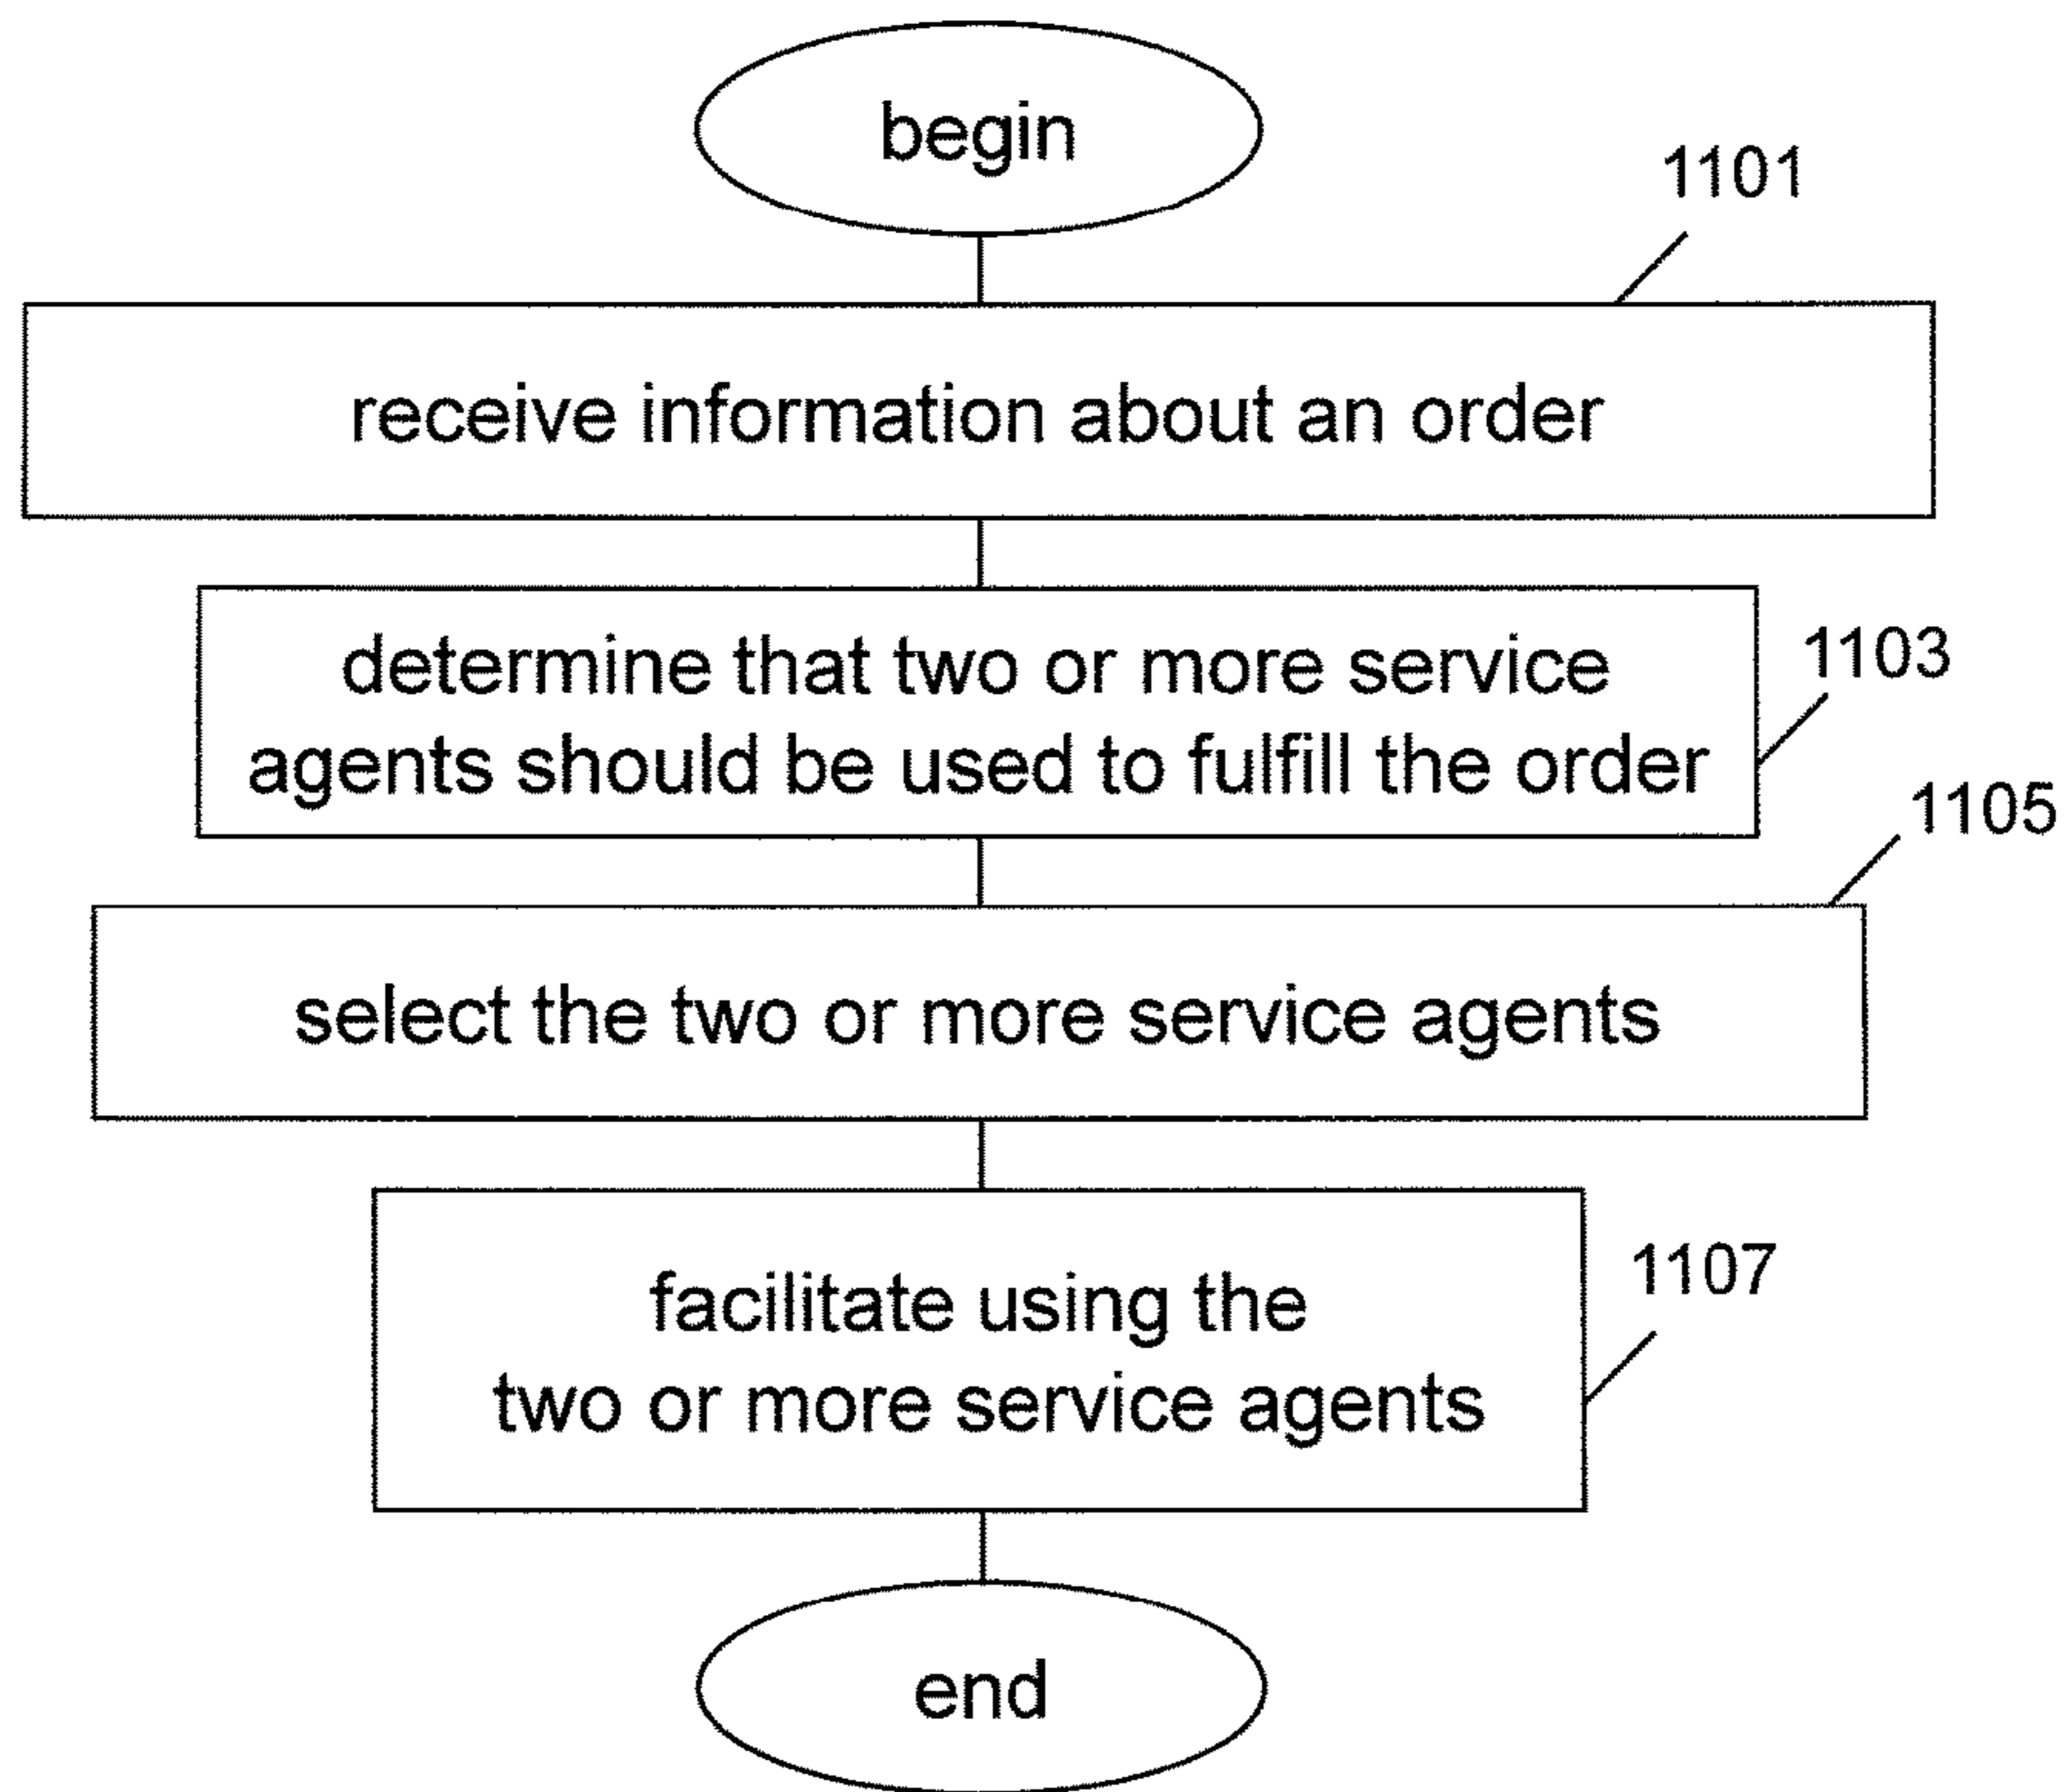 begin
1101
receive information about an order
determine that two or more service
agents should be used to fulfill the order
1103
1105
select the two or more service agents
facilitate using the
two or more service agents
1107
end